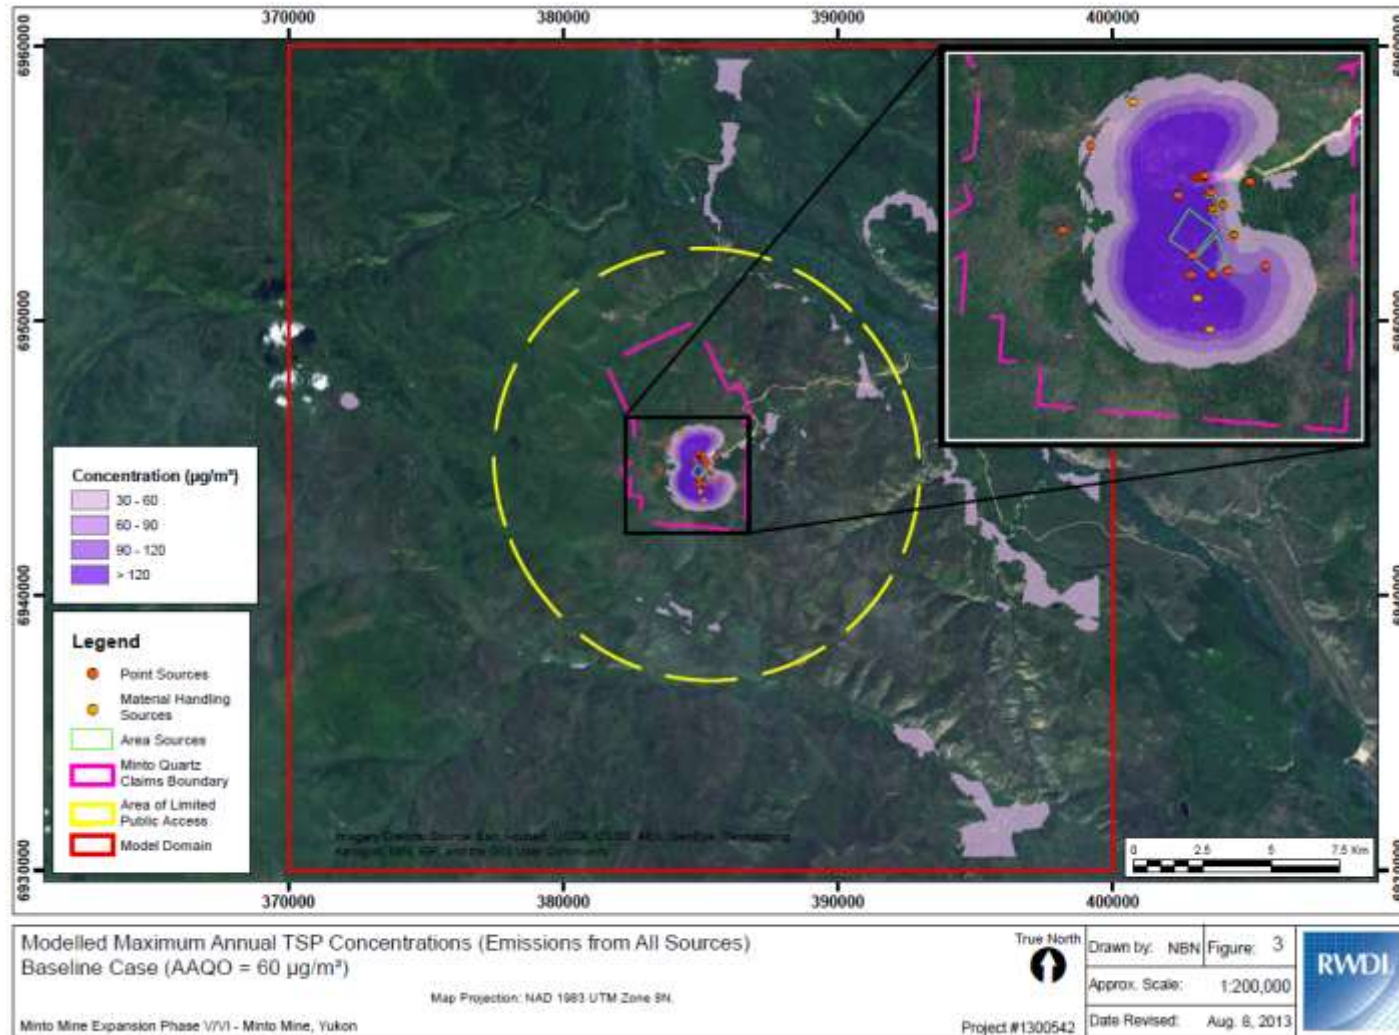 370000
380000
390000
400000
6960000
6960000
6950000
6950000
6940000
6940000
6930000
6930000
Concentration (µg/m³)
30 - 60
60 - 90
90 - 120
> 120
Legend
Point Sources
Material Handling
Sources
Area Sources
Minto Quartz
Claims Boundary
Area of Limited
Public Access
Model Domain
0 2.5 5 7.5 Km
370000
380000
390000
400000
Modelled Maximum Annual TSP Concentrations (Emissions from All Sources)
Baseline Case (AAQO = 60 µg/m³)
Map Projection: NAD 1983 UTM Zone 8N.
Minto Mine Expansion Phase V/VI - Minto Mine, Yukon
True North
Project #1300542
Drawn by: NBN
Figure: 3
Approx. Scale: 1:200,000
Date Revised: Aug. 8, 2013
RWDI